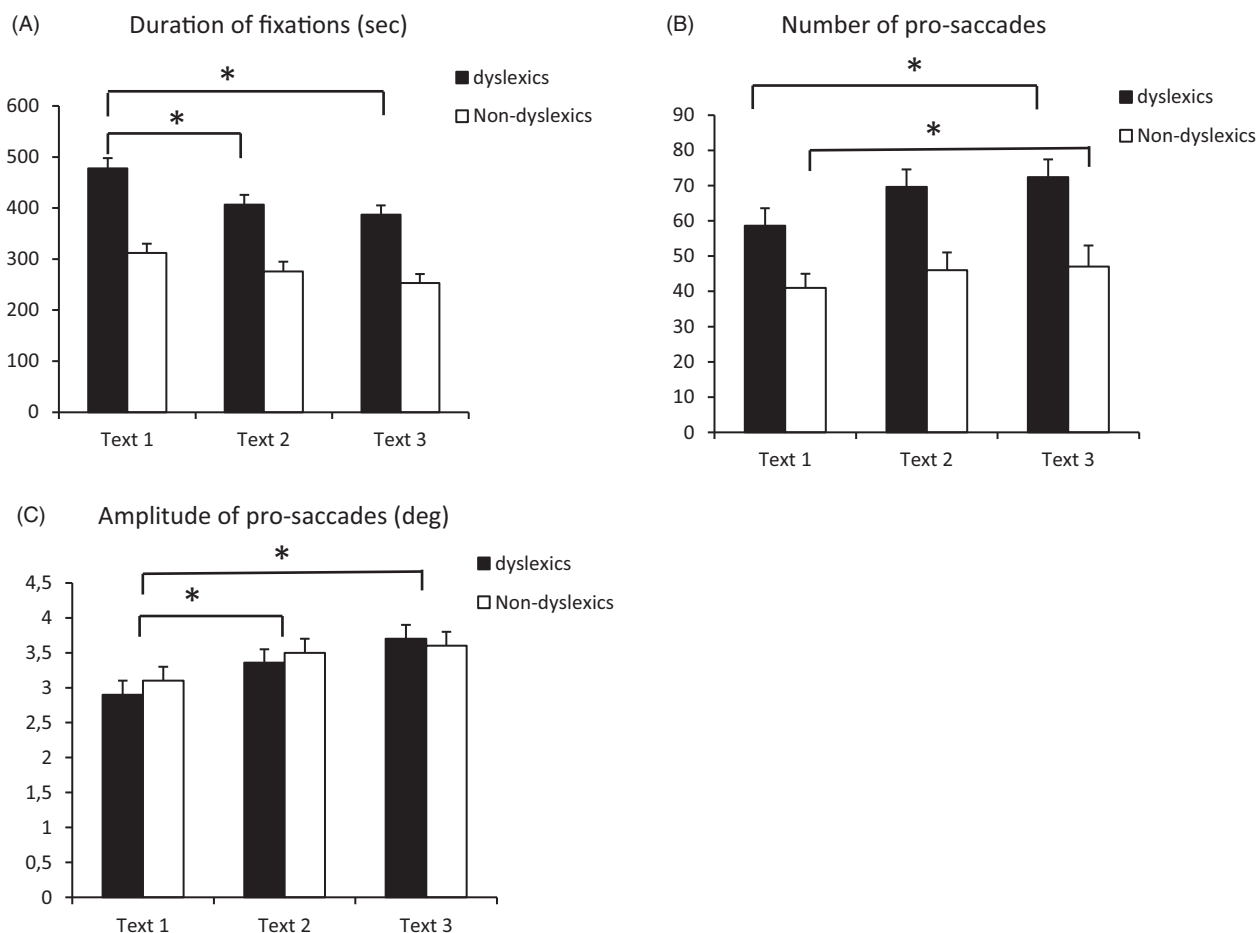 (A) Duration of fixations (sec)
*
*
dyslexics
Non-dyslexics
600
500
400
300
200
100
0
Text 1 Text 2 Text 3
(B) Number of pro-saccades
*
*
dyslexics
Non-dyslexics
90
80
70
60
50
40
30
20
10
0
Text 1 Text 2 Text 3
(C) Amplitude of pro-saccades (deg)
*
*
dyslexics
Non-dyslexics
4,5
4
3,5
3
2,5
2
1,5
1
0,5
0
Text 1 Text 2 Text 3